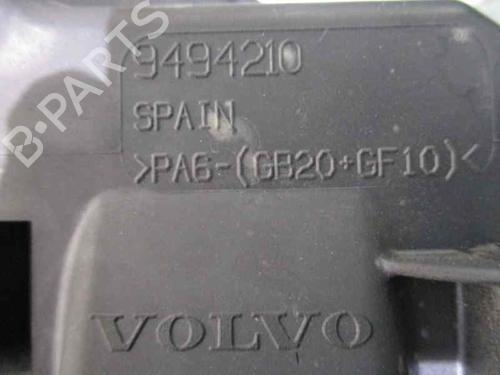 9494210
SPAIN
>PA6-(GB20+GF10)<
VOLVO
B-PARTS